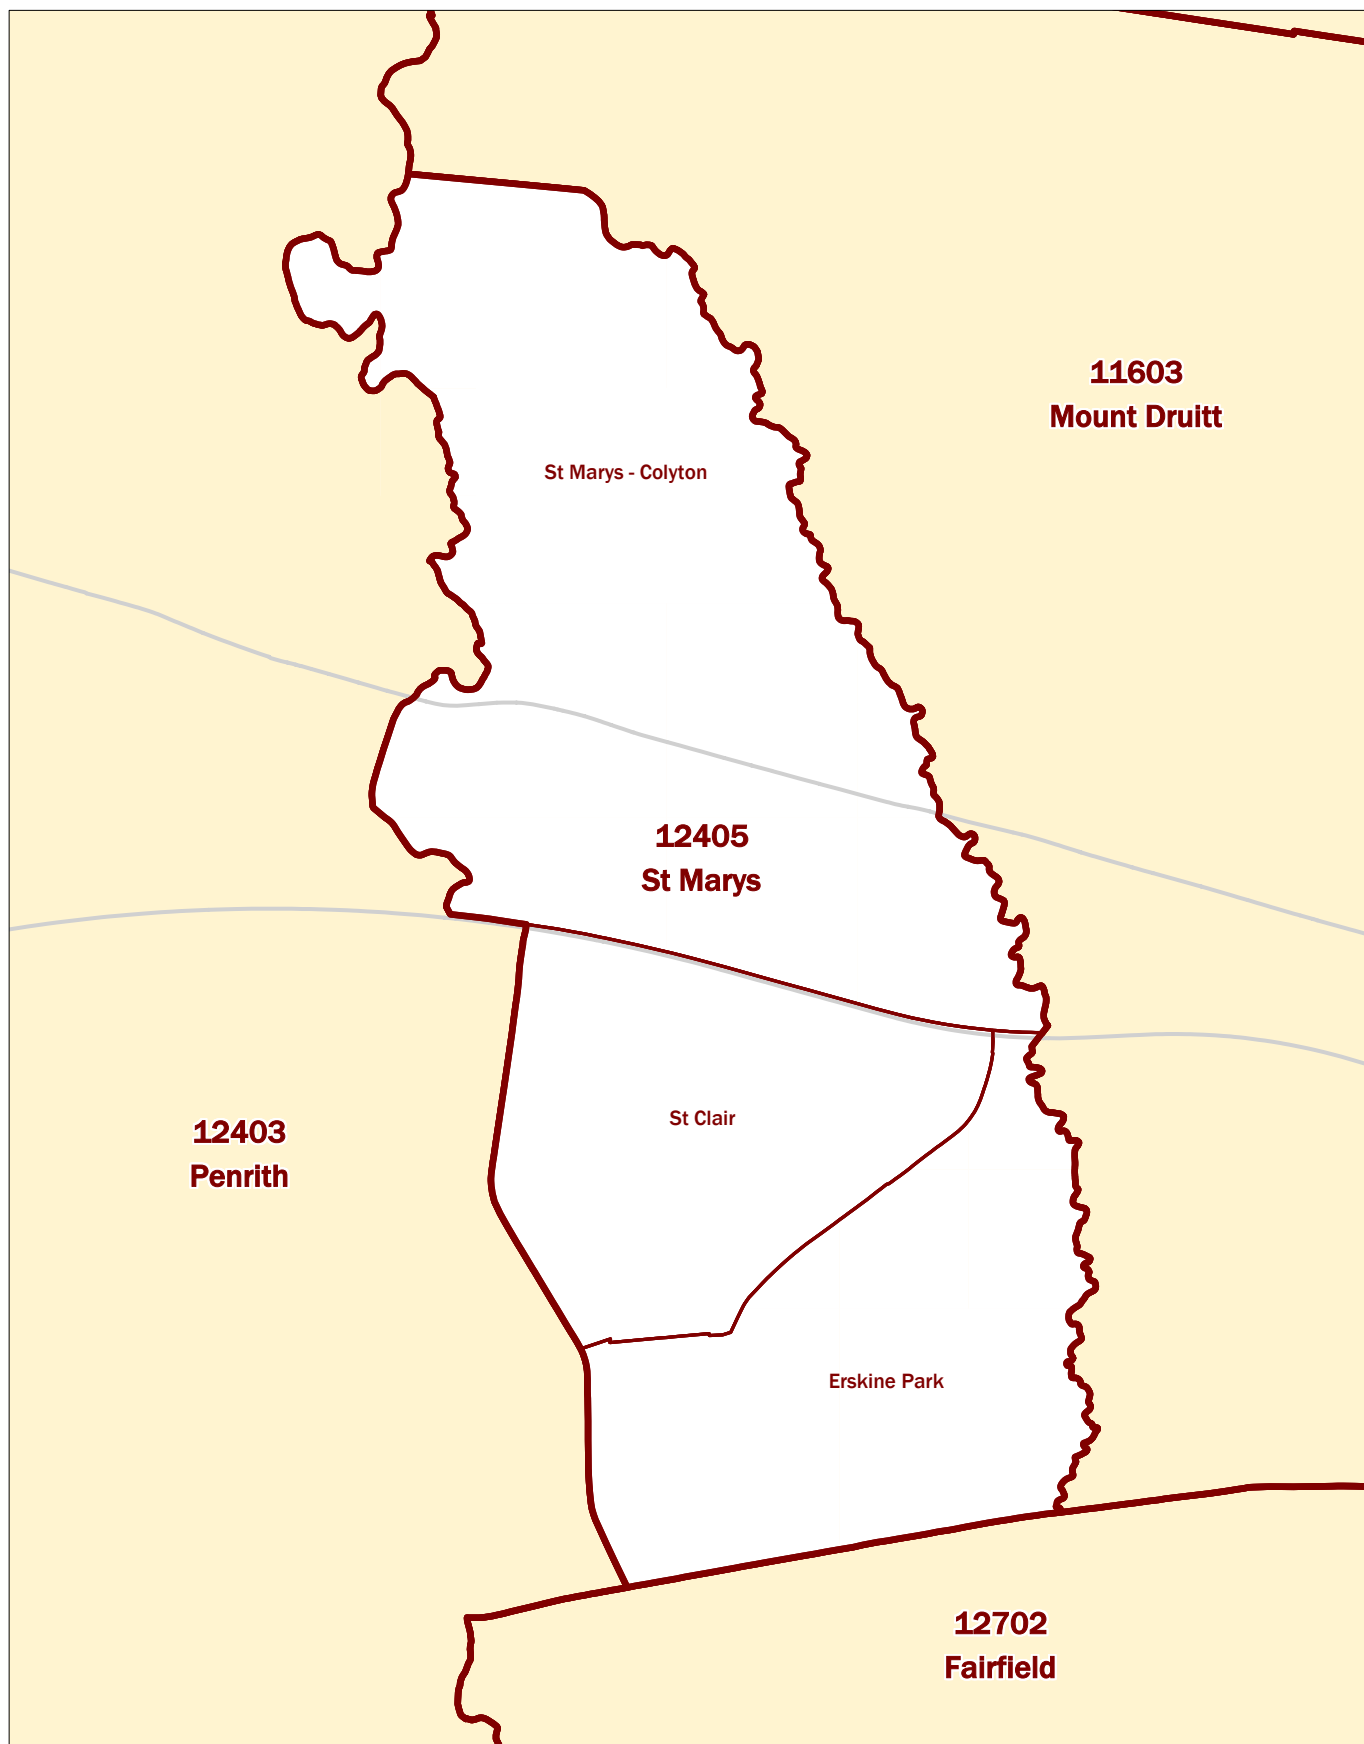 11603
Mount Druitt
St Marys - Colyton
12405
St Marys
St Clair
12403
Penrith
Erskine Park
12702
Fairfield